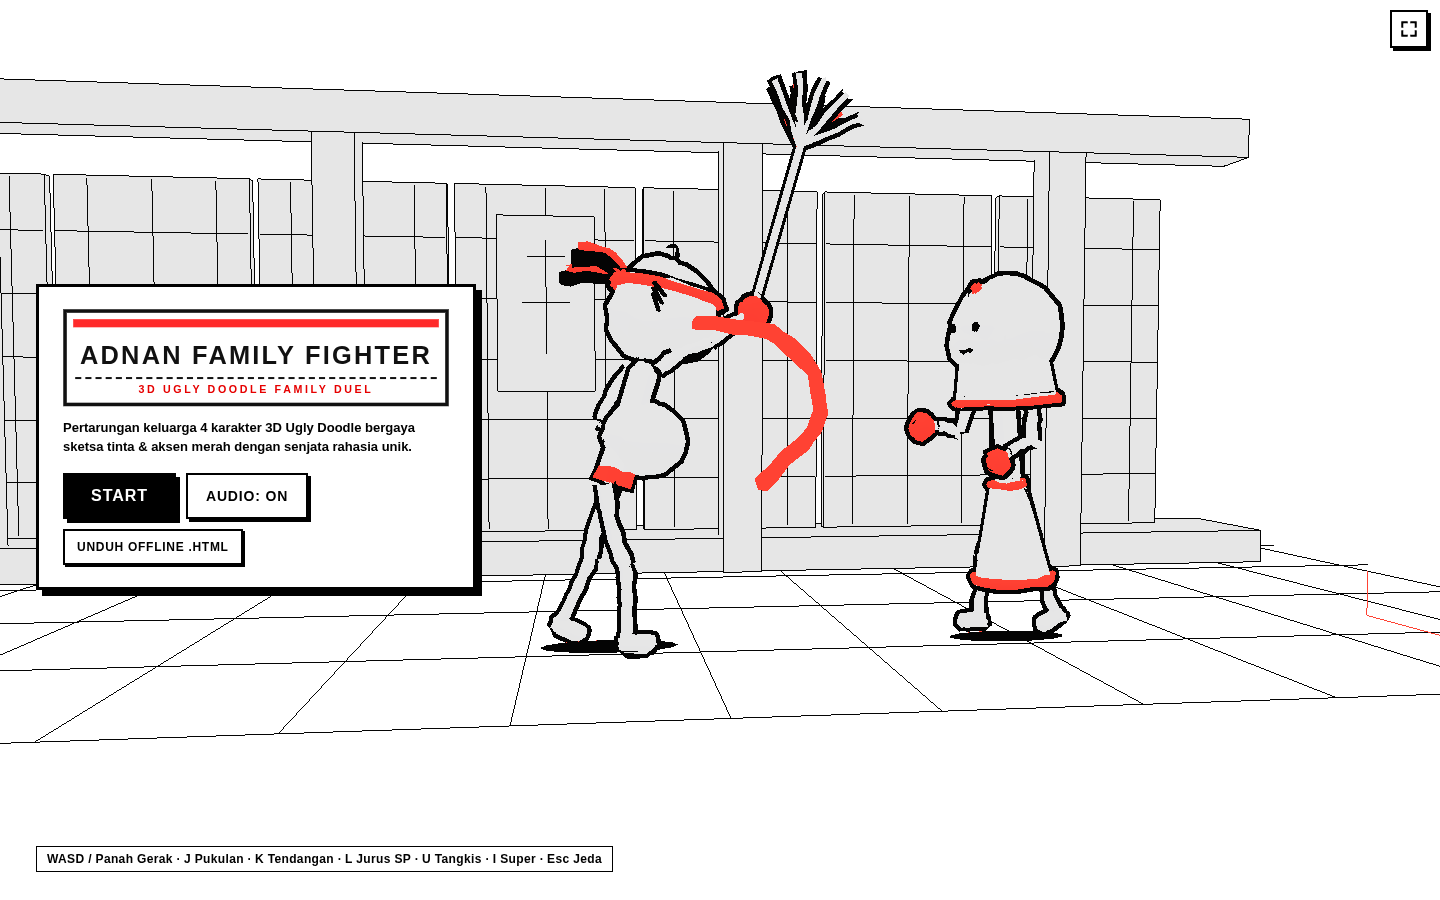 ADNAN FAMILY FIGHTER
3D UGLY DOODLE FAMILY DUEL
Pertarungan keluarga 4 karakter 3D Ugly Doodle bergaya
sketsa tinta & aksen merah dengan senjata rahasia unik.
START
AUDIO: ON
UNDUH OFFLINE .HTML
WASD / Panah Gerak · J Pukulan · K Tendangan · L Jurus SP · U Tangkis · I Super · Esc Jeda